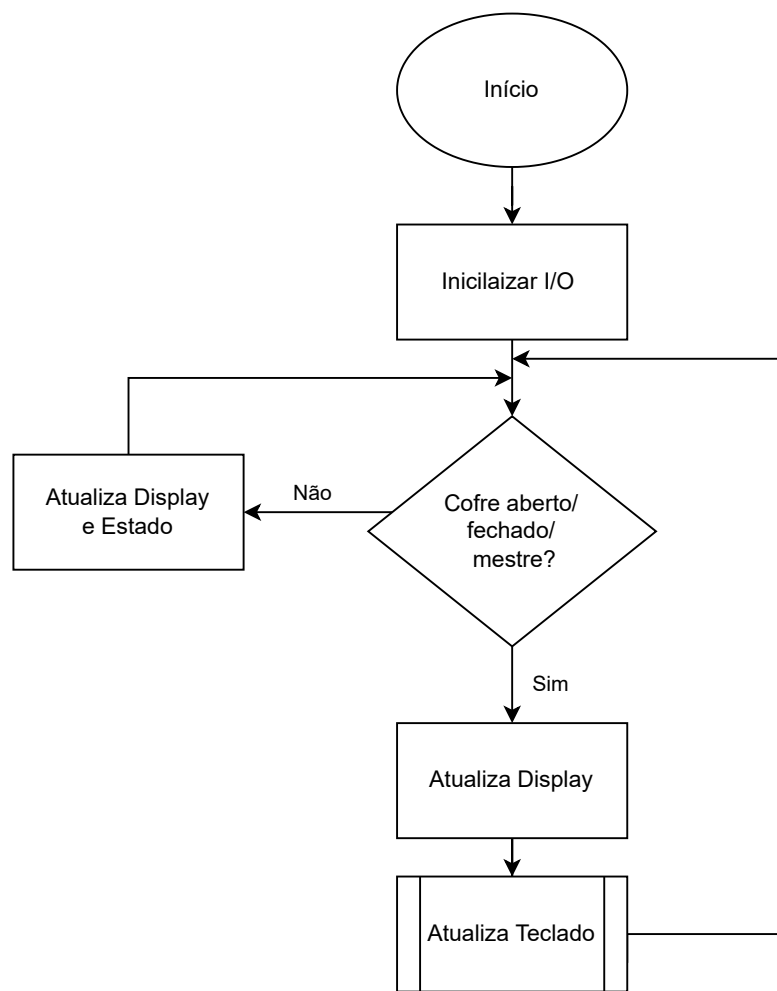 Início
Inicilaizar I/O
Cofre aberto/
fechado/
mestre?
Não
Atualiza Display
e Estado
Sim
Atualiza Display
Atualiza Teclado